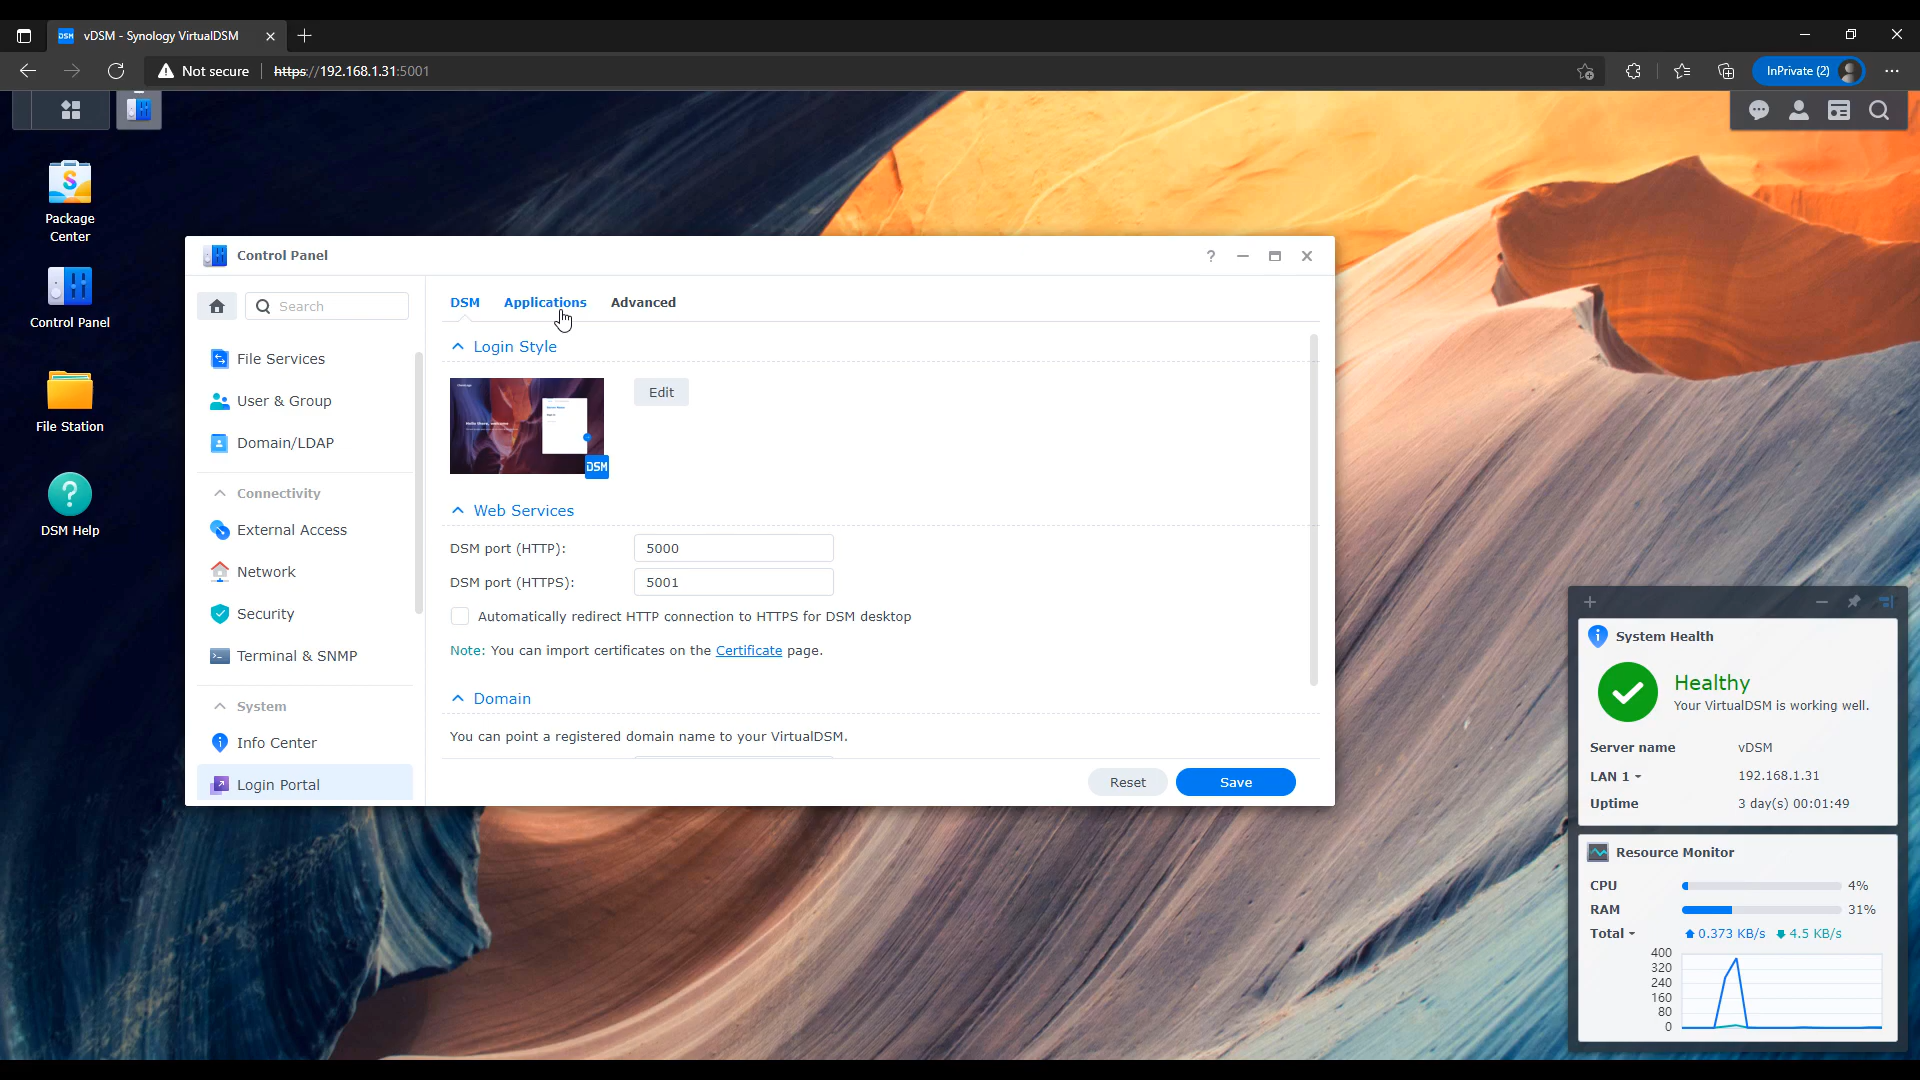 vDSM - Synology VirtualDSM
Not secure https://192.168.1.31:5001
InPrivate (2)
Package
Center
Control Panel
File Station
DSM Help
Control Panel
Search
File Services
User & Group
Domain/LDAP
Connectivity
External Access
Network
Security
Terminal & SNMP
System
Info Center
Login Portal
DSM Applications Advanced
Login Style
Edit
DSM
Web Services
DSM port (HTTP): 5000
DSM port (HTTPS): 5001
Automatically redirect HTTP connection to HTTPS for DSM desktop
Note: You can import certificates on the Certificate page.
Domain
You can point a registered domain name to your VirtualDSM.
Reset Save
System Health
Healthy
Your VirtualDSM is working well.
Server name vDSM
LAN 1 192.168.1.31
Uptime 3 day(s) 00:01:49
Resource Monitor
CPU 4%
RAM 31%
Total 0.373 KB/s 4.5 KB/s
400
320
240
160
80
0